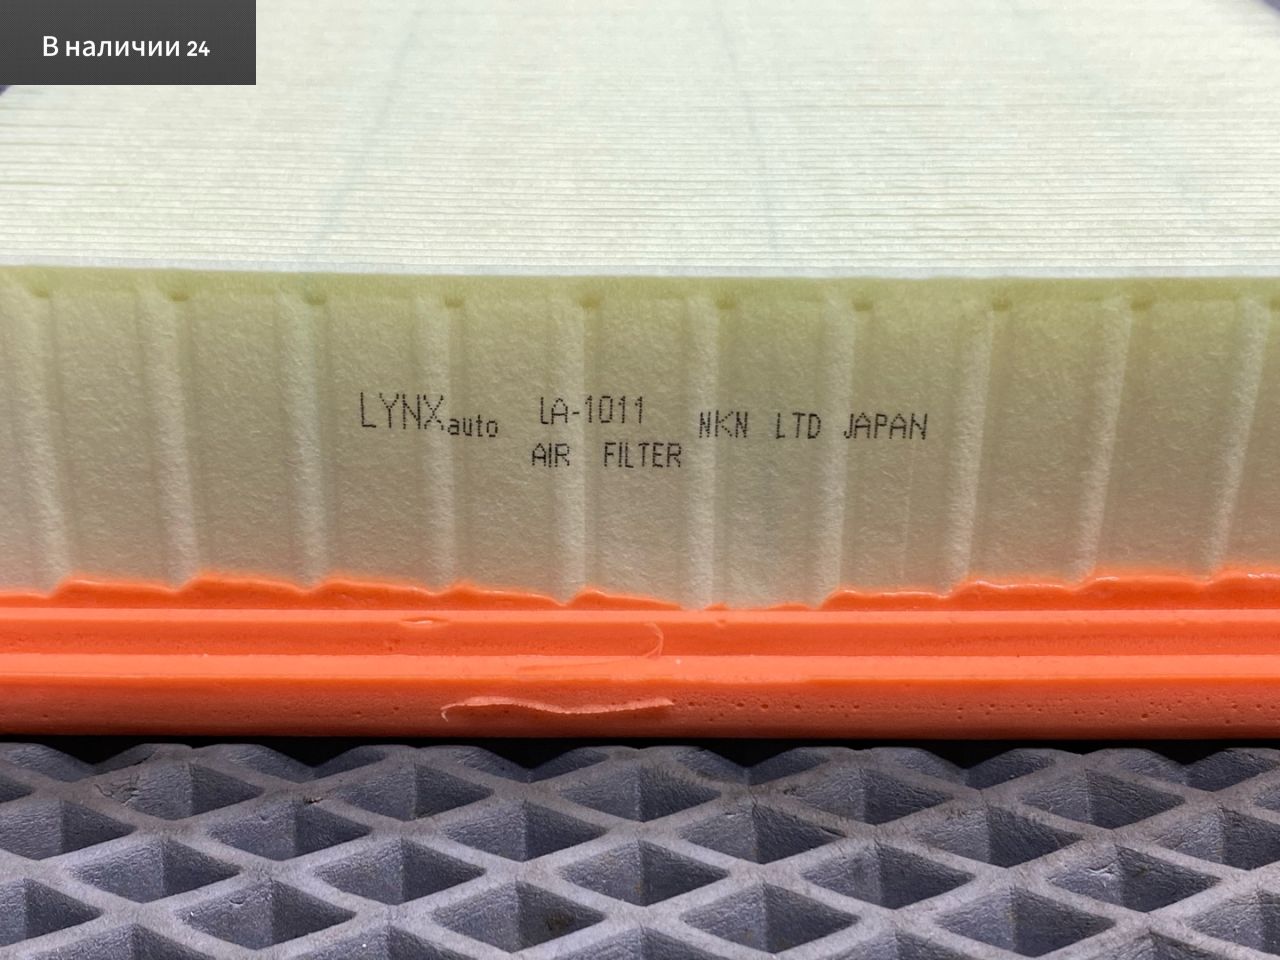 В наличии 24
LYNXauto LA-1011 NKN LTD JAPAN
AIR FILTER